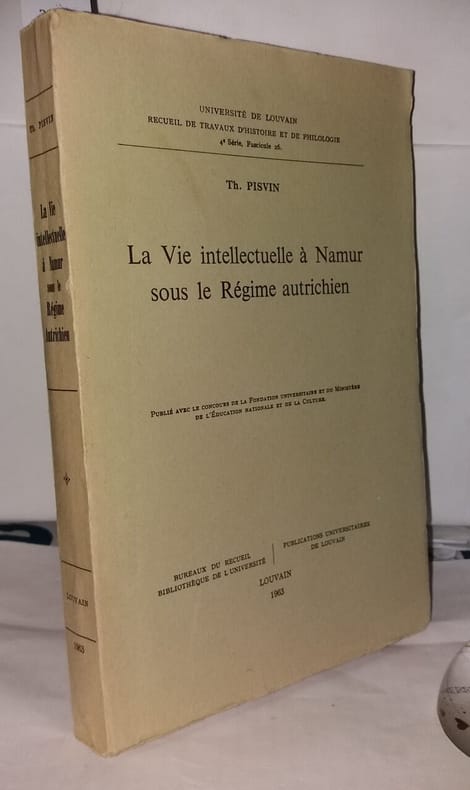 UNIVERSITÉ DE LOUVAIN
RECUEIL DE TRAVAUX D'HISTOIRE ET DE PHILOLOGIE
4e Série, Fascicule 26.
Th. PISVIN
La Vie intellectuelle à Namur
sous le Régime autrichien
Publié avec le concours de la Fondation universitaire et du Ministère
de l'Éducation nationale et de la Culture.
BUREAUX DU RECUEIL
BIBLIOTHÈQUE DE L'UNIVERSITÉ
PUBLICATIONS UNIVERSITAIRES
DE LOUVAIN
LOUVAIN
1963
Th. PISVIN
La Vie
intellectuelle
à Namur
sous le
Régime
Autrichien
LOUVAIN
1963